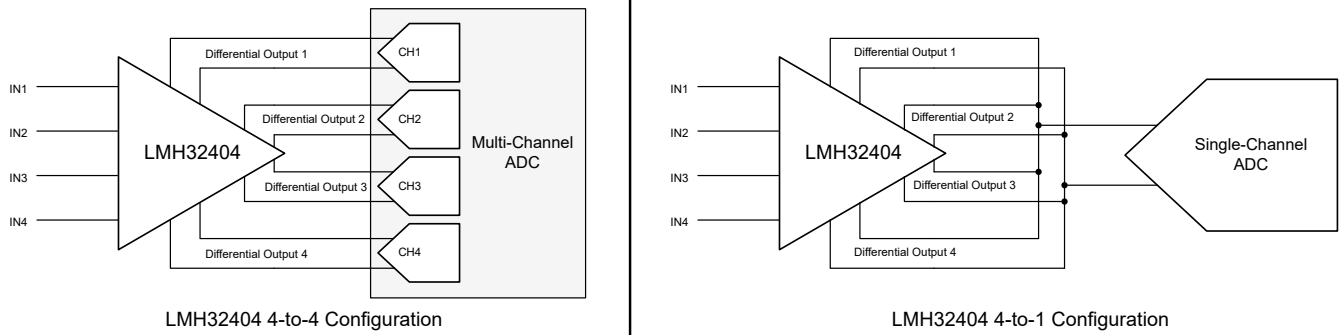 IN1
IN2
IN3
IN4
LMH32404
Differential Output 1
Differential Output 2
Differential Output 3
Differential Output 4
CH1
CH2
CH3
CH4
Multi-Channel
ADC
LMH32404 4-to-4 Configuration
IN1
IN2
IN3
IN4
LMH32404
Differential Output 1
Differential Output 2
Differential Output 3
Differential Output 4
Single-Channel
ADC
LMH32404 4-to-1 Configuration